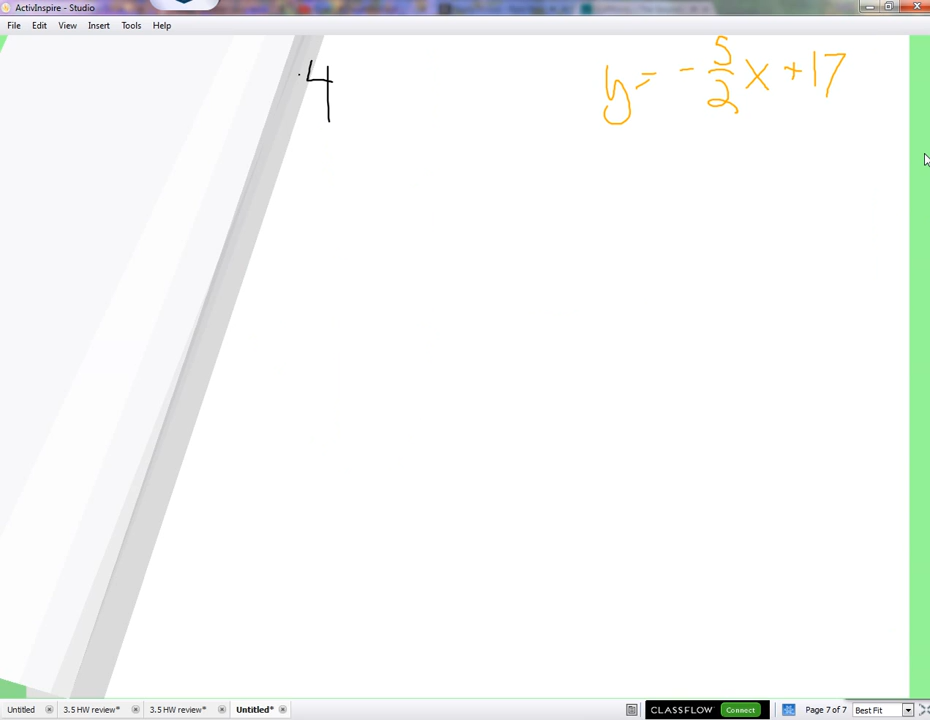 ActivInspire - Studio
File Edit View Insert Tools Help
4
y = - 5/2 x + 17
CLASSFLOW Connect Page 7 of 7 Best Fit
Untitled 3.5 HW review* 3.5 HW review* Untitled*